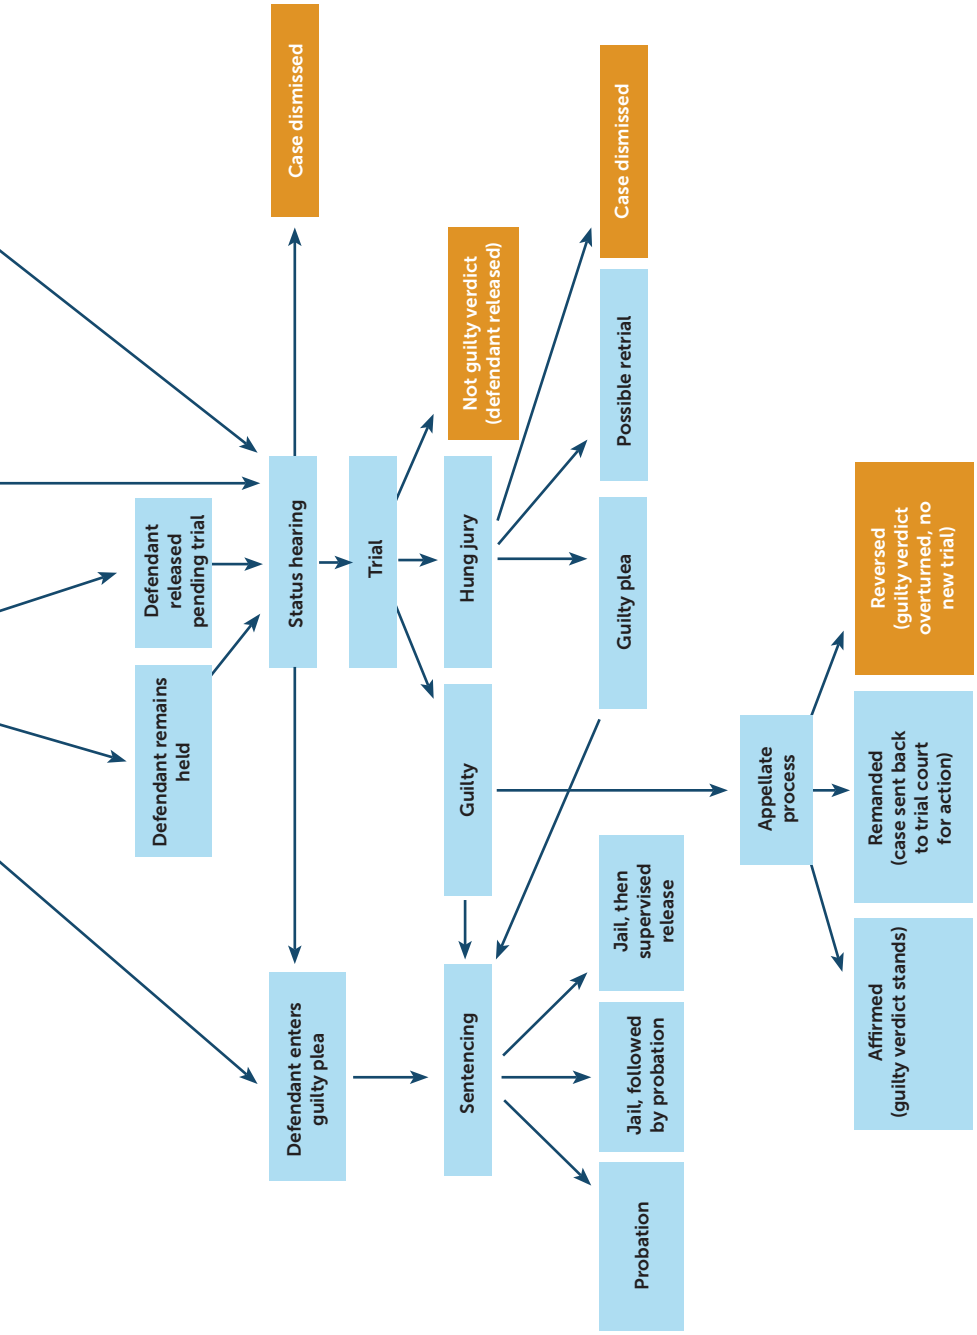 Case dismissed
Defendant
released
pending trial
Defendant remains
held
Status hearing
Defendant enters
guilty plea
Trial
Not guilty verdict
(defendant released)
Hung jury
Guilty
Sentencing
Case dismissed
Possible retrial
Guilty plea
Jail, then
supervised
release
Jail, followed
by probation
Probation
Appellate
process
Reversed
(guilty verdict
overturned, no
new trial)
Remanded
(case sent back
to trial court
for action)
Affirmed
(guilty verdict stands)